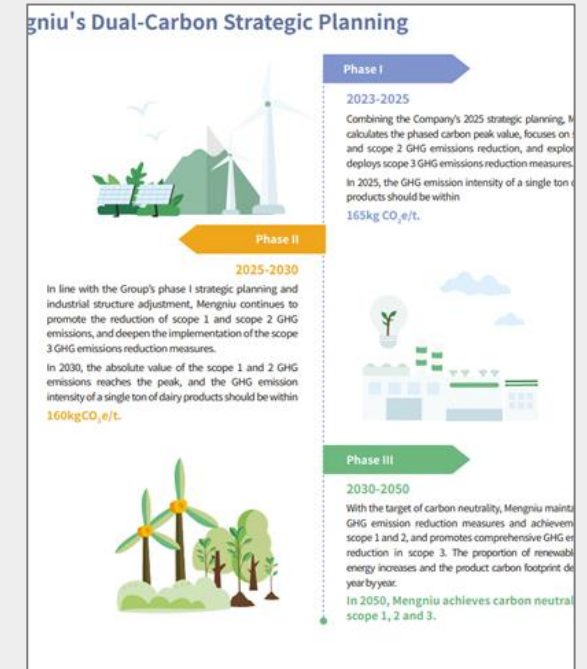 gniu's Dual-Carbon Strategic Planning
Phase I
2023-2025
Combining the Company's 2025 strategic planning, M
calculates the phased carbon peak value, focuses on
and scope 2 GHG emissions reduction, and explor
deploys scope 3 GHG emissions reduction measures.
In 2025, the GHG emission intensity of a single ton
products should be within
165kg CO₂e/t.
Phase II
2025-2030
In line with the Group's phase I strategic planning and
industrial structure adjustment, Mengniu continues to
promote the reduction of scope 1 and scope 2 GHG
emissions, and deepen the implementation of the scope
3 GHG emissions reduction measures.
In 2030, the absolute value of the scope 1 and 2 GHG
emissions reaches the peak, and the GHG emission
intensity of a single ton of dairy products should be within
160kgCO₂e/t.
Phase III
2030-2050
With the target of carbon neutrality, Mengniu mainta
GHG emission reduction measures and achievem
scope 1 and 2, and promotes comprehensive GHG em
reduction in scope 3. The proportion of renewabl
energy increases and the product carbon footprint de
year by year.
In 2050, Mengniu achieves carbon neutral
scope 1, 2 and 3.